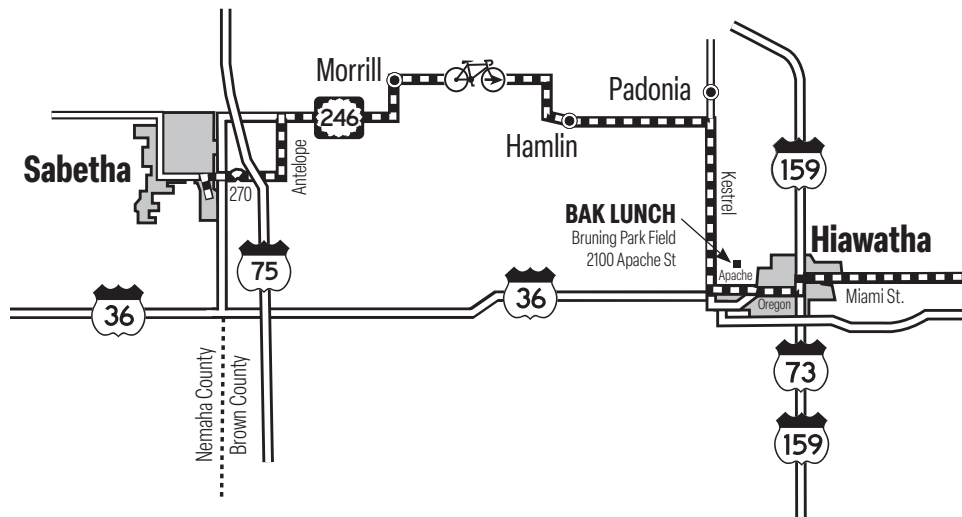 Morrill
246
Padonia
Hamlin
Sabetha
270
Antelope
Kestrel
159
BAK LUNCH
Bruning Park Field
2100 Apache St
Hiawatha
Apache
Oregon
Miami St.
75
36
36
Nemaha County
Brown County
73
159